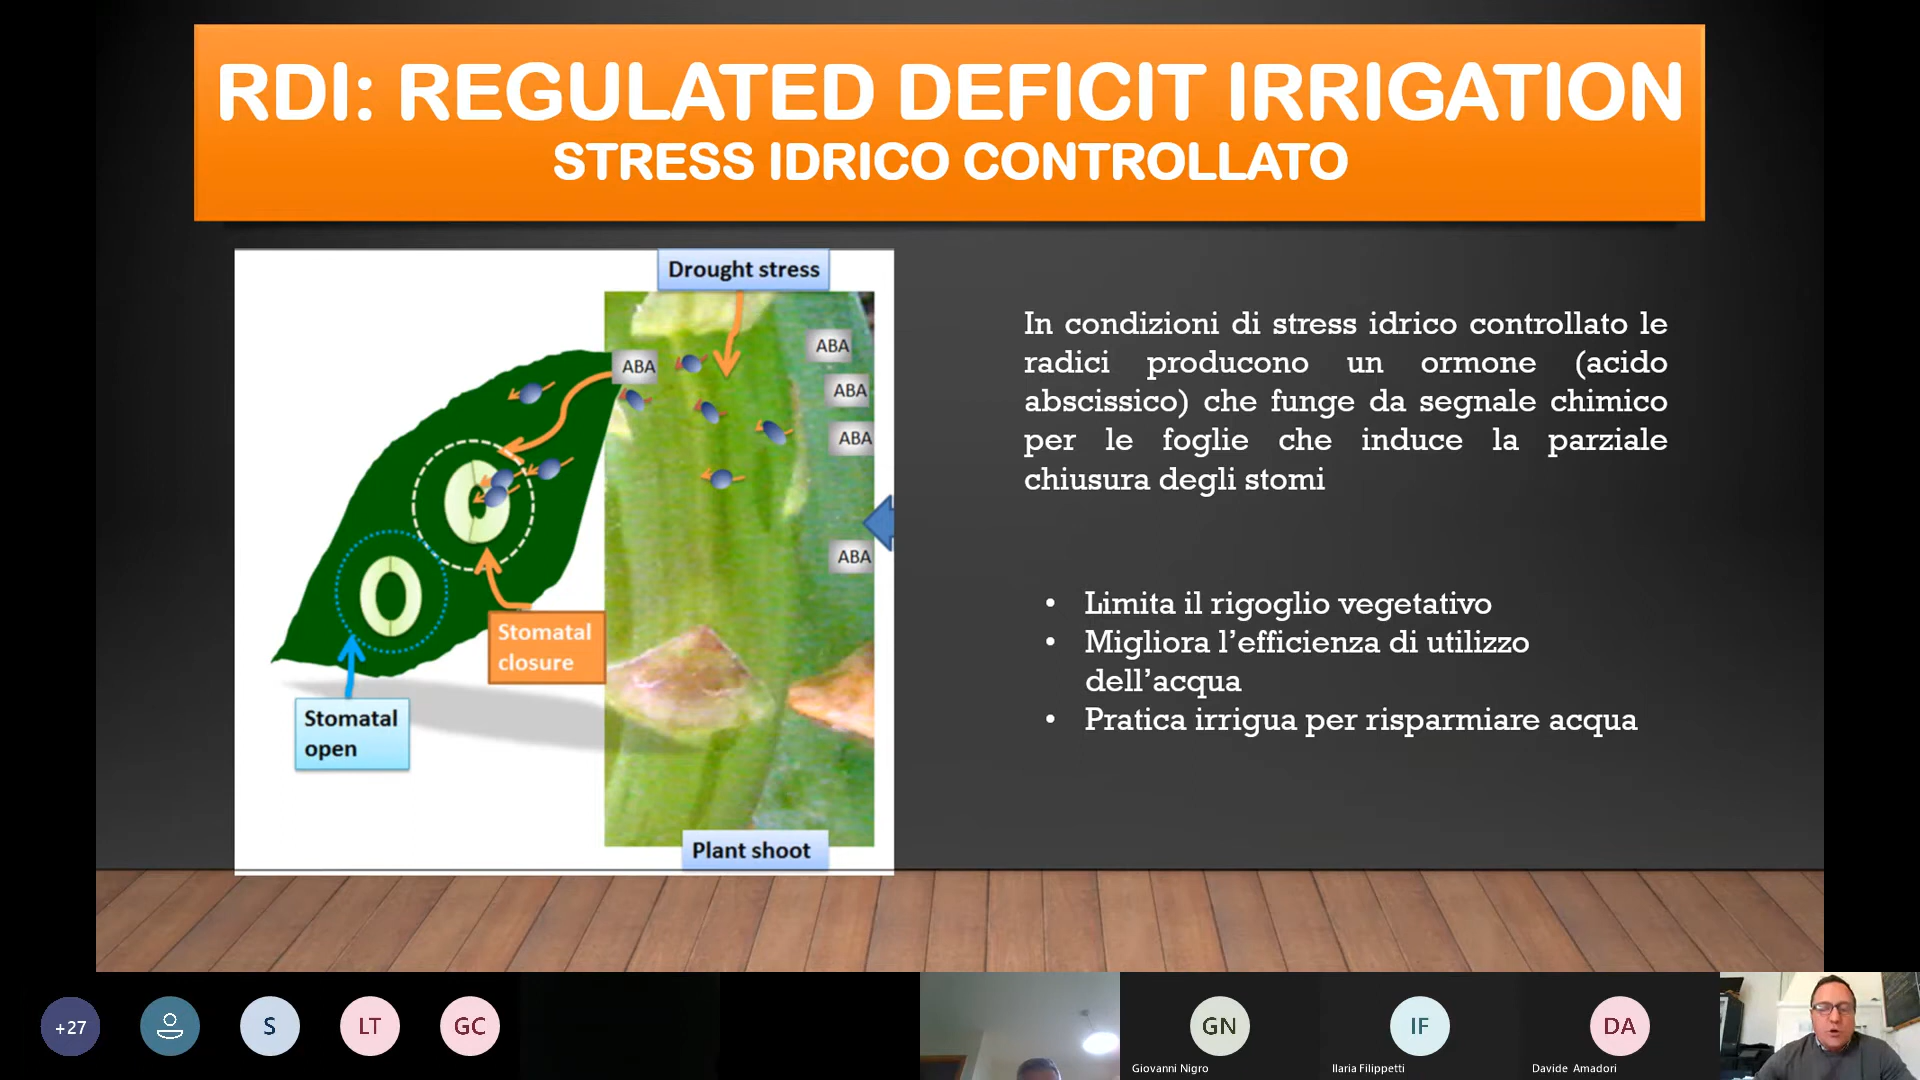 RDI: REGULATED DEFICIT IRRIGATION
STRESS IDRICO CONTROLLATO
Drought stress
ABA
ABA
ABA
ABA
ABA
Stomatal
closure
Stomatal
open
Plant shoot
In condizioni di stress idrico controllato le
radici producono un ormone (acido
abscissico) che funge da segnale chimico
per le foglie che induce la parziale
chiusura degli stomi
• Limita il rigoglio vegetativo
• Migliora l’efficienza di utilizzo
dell’acqua
• Pratica irrigua per risparmiare acqua
+27
S
LT
GC
GN
Giovanni Nigro
IF
Ilaria Filippetti
DA
Davide Amadori